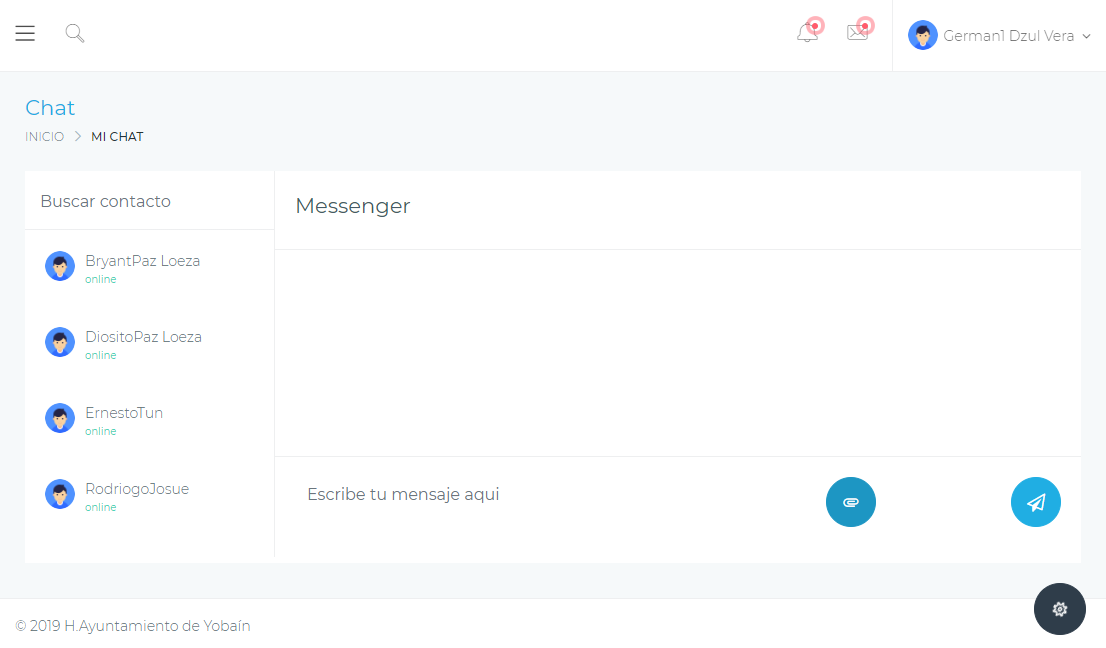 German1 Dzul Vera
Chat
INICIO MI CHAT
Buscar contacto
Messenger
BryantPaz Loeza
online
DiositoPaz Loeza
online
ErnestoTun
online
RodriogoJosue
online
Escribe tu mensaje aqui
© 2019 H.Ayuntamiento de Yobaín